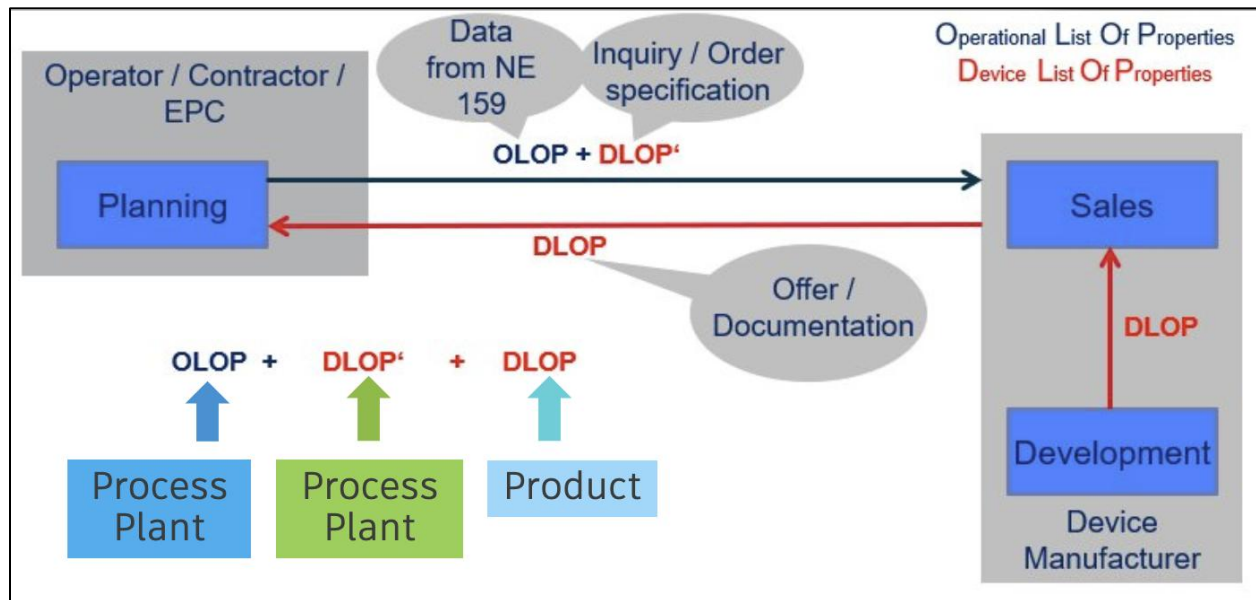 Operator / Contractor /
EPC
Planning
Data
from NE
159
Inquiry / Order
specification
Operational List Of Properties
Device List Of Properties
OLOP + DLOP‘
DLOP
Offer /
Documentation
Sales
DLOP
Development
Device
Manufacturer
OLOP + DLOP‘ + DLOP
Process
Plant
Process
Plant
Product